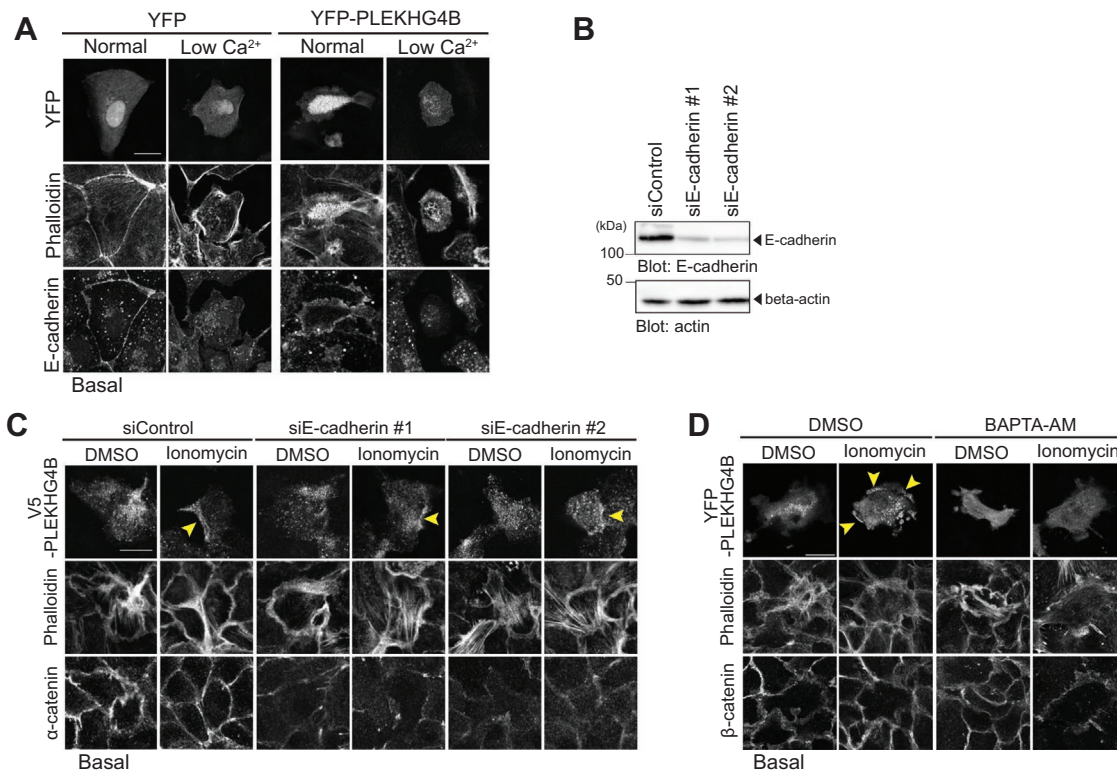 A
YFP
YFP-PLEKHG4B
Normal
Low Ca²⁺
Normal
Low Ca²⁺
YFP
Phalloidin
E-cadherin
Basal
B
siControl
siE-cadherin #1
siE-cadherin #2
(kDa)
100
E-cadherin
Blot: E-cadherin
50
beta-actin
Blot: actin
C
siControl
siE-cadherin #1
siE-cadherin #2
DMSO
Ionomycin
DMSO
Ionomycin
DMSO
Ionomycin
V5
-PLEKHG4B
Phalloidin
α-catenin
Basal
D
DMSO
BAPTA-AM
DMSO
Ionomycin
DMSO
Ionomycin
YFP
-PLEKHG4B
Phalloidin
β-catenin
Basal